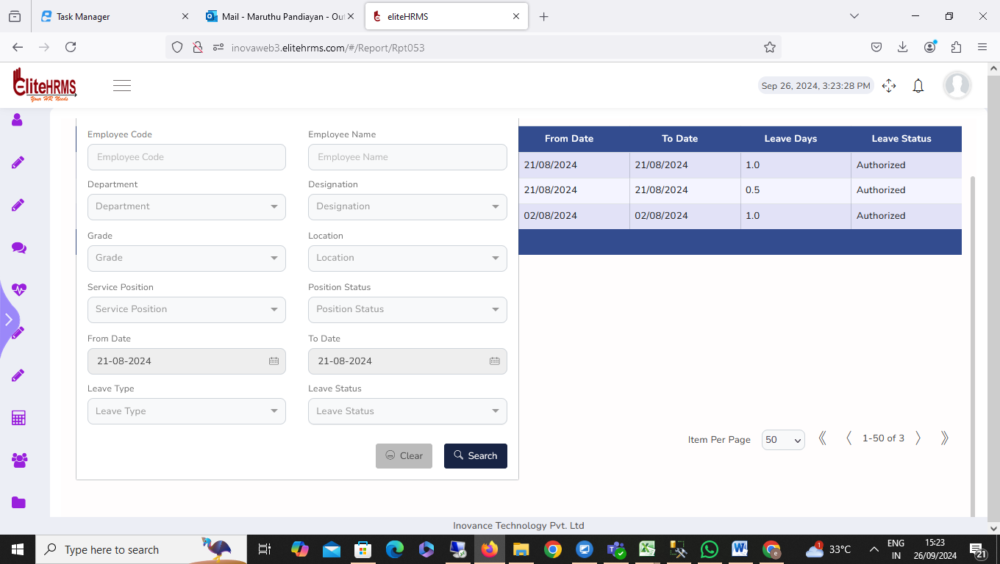 Task Manager
Mail - Maruthu Pandiayan - Out
eliteHRMS
inovaweb3.elitehrms.com/#/Report/Rpt053
EliteHRMS
Your HR Needs
Sep 26, 2024, 3:23:28 PM
Employee Code Employee Name
Employee Code Employee Name
Department Designation
Department Designation
Grade Location
Grade Location
Service Position Position Status
Service Position Position Status
From Date To Date
21-08-2024 21-08-2024
Leave Type Leave Status
Leave Type Leave Status
Clear Search
From Date To Date Leave Days Leave Status
21/08/2024 21/08/2024 1.0 Authorized
21/08/2024 21/08/2024 0.5 Authorized
02/08/2024 02/08/2024 1.0 Authorized
Item Per Page 50 1-50 of 3
Inovance Technology Pvt. Ltd
Type here to search
1
33°C
ENG
IN
15:23
26/09/2024
21